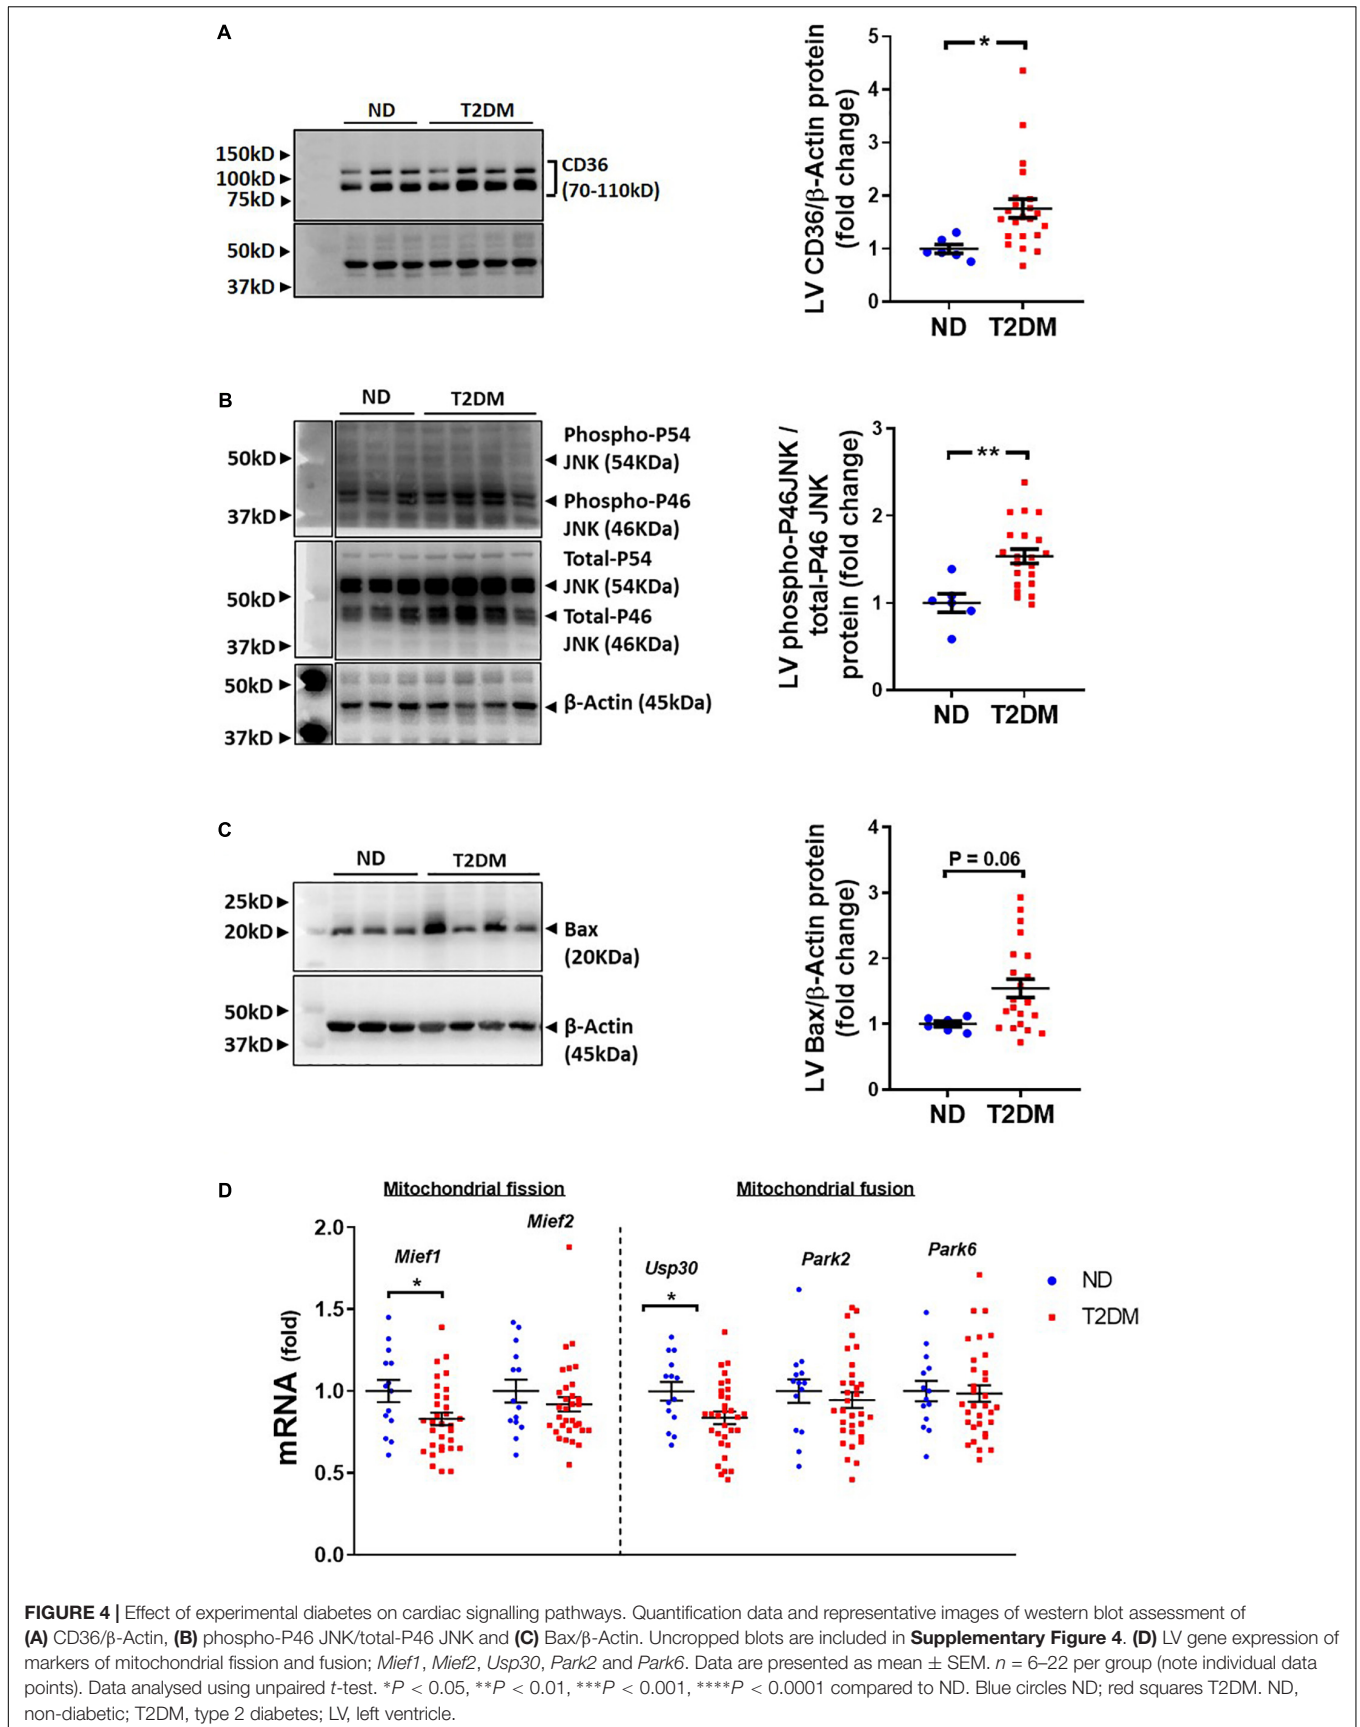 A
ND T2DM
150kD
100kD
75kD
CD36
(70-110kD)
50kD
37kD
LV CD36/β-Actin protein
(fold change)
5
4
3
2
1
0
*
ND T2DM
B
ND T2DM
50kD
37kD
Phospho-P54
JNK (54KDa)
Phospho-P46
JNK (46KDa)
50kD
37kD
Total-P54
JNK (54KDa)
Total-P46
JNK (46KDa)
50kD
37kD
β-Actin (45kDa)
LV phospho-P46JNK /
total-P46 JNK
protein (fold change)
3
2
1
0
**
ND T2DM
C
ND T2DM
25kD
20kD
Bax
(20KDa)
50kD
37kD
β-Actin
(45kDa)
LV Bax/β-Actin protein
(fold change)
4
3
2
1
0
P = 0.06
ND T2DM
D
Mitochondrial fission Mitochondrial fusion
mRNA (fold)
2.0
1.5
1.0
0.5
0.0
Mief1
*
Mief2
Usp30
*
Park2
Park6
ND
T2DM
FIGURE 4 | Effect of experimental diabetes on cardiac signalling pathways. Quantification data and representative images of western blot assessment of
(A) CD36/β-Actin, (B) phospho-P46 JNK/total-P46 JNK and (C) Bax/β-Actin. Uncropped blots are included in Supplementary Figure 4. (D) LV gene expression of
markers of mitochondrial fission and fusion; Mief1, Mief2, Usp30, Park2 and Park6. Data are presented as mean ± SEM. n = 6–22 per group (note individual data
points). Data analysed using unpaired t-test. *P < 0.05, **P < 0.01, ***P < 0.001, ****P < 0.0001 compared to ND. Blue circles ND; red squares T2DM. ND,
non-diabetic; T2DM, type 2 diabetes; LV, left ventricle.